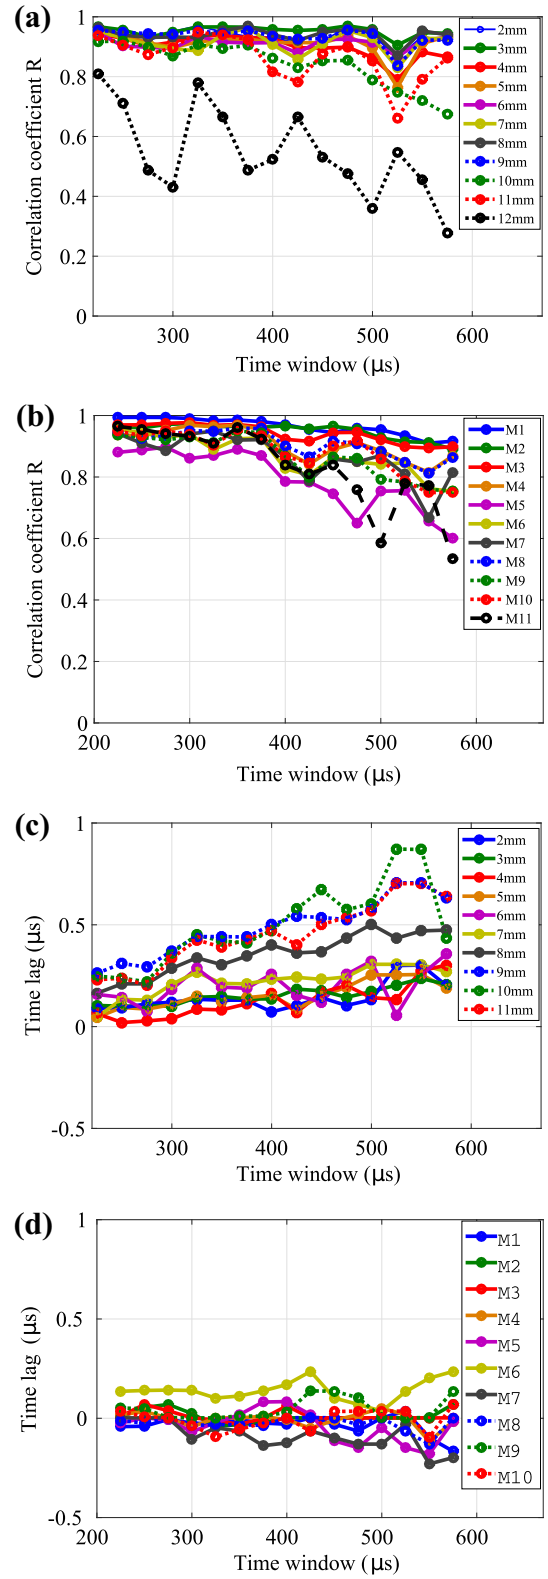 (a)
1
0.8
0.6
0.4
0.2
0
300
400
500
600
Correlation coefficient R
Time window (μs)
2mm
3mm
4mm
5mm
6mm
7mm
8mm
9mm
10mm
11mm
12mm
(b)
1
0.8
0.6
0.4
0.2
0
200
300
400
500
600
Correlation coefficient R
Time window (μs)
M1
M2
M3
M4
M5
M6
M7
M8
M9
M10
M11
(c)
1
0.5
0
-0.5
300
400
500
600
Time lag (μs)
Time window (μs)
2mm
3mm
4mm
5mm
6mm
7mm
8mm
9mm
10mm
11mm
(d)
1
0.5
0
-0.5
200
300
400
500
600
Time lag (μs)
Time window (μs)
M1
M2
M3
M4
M5
M6
M7
M8
M9
M10